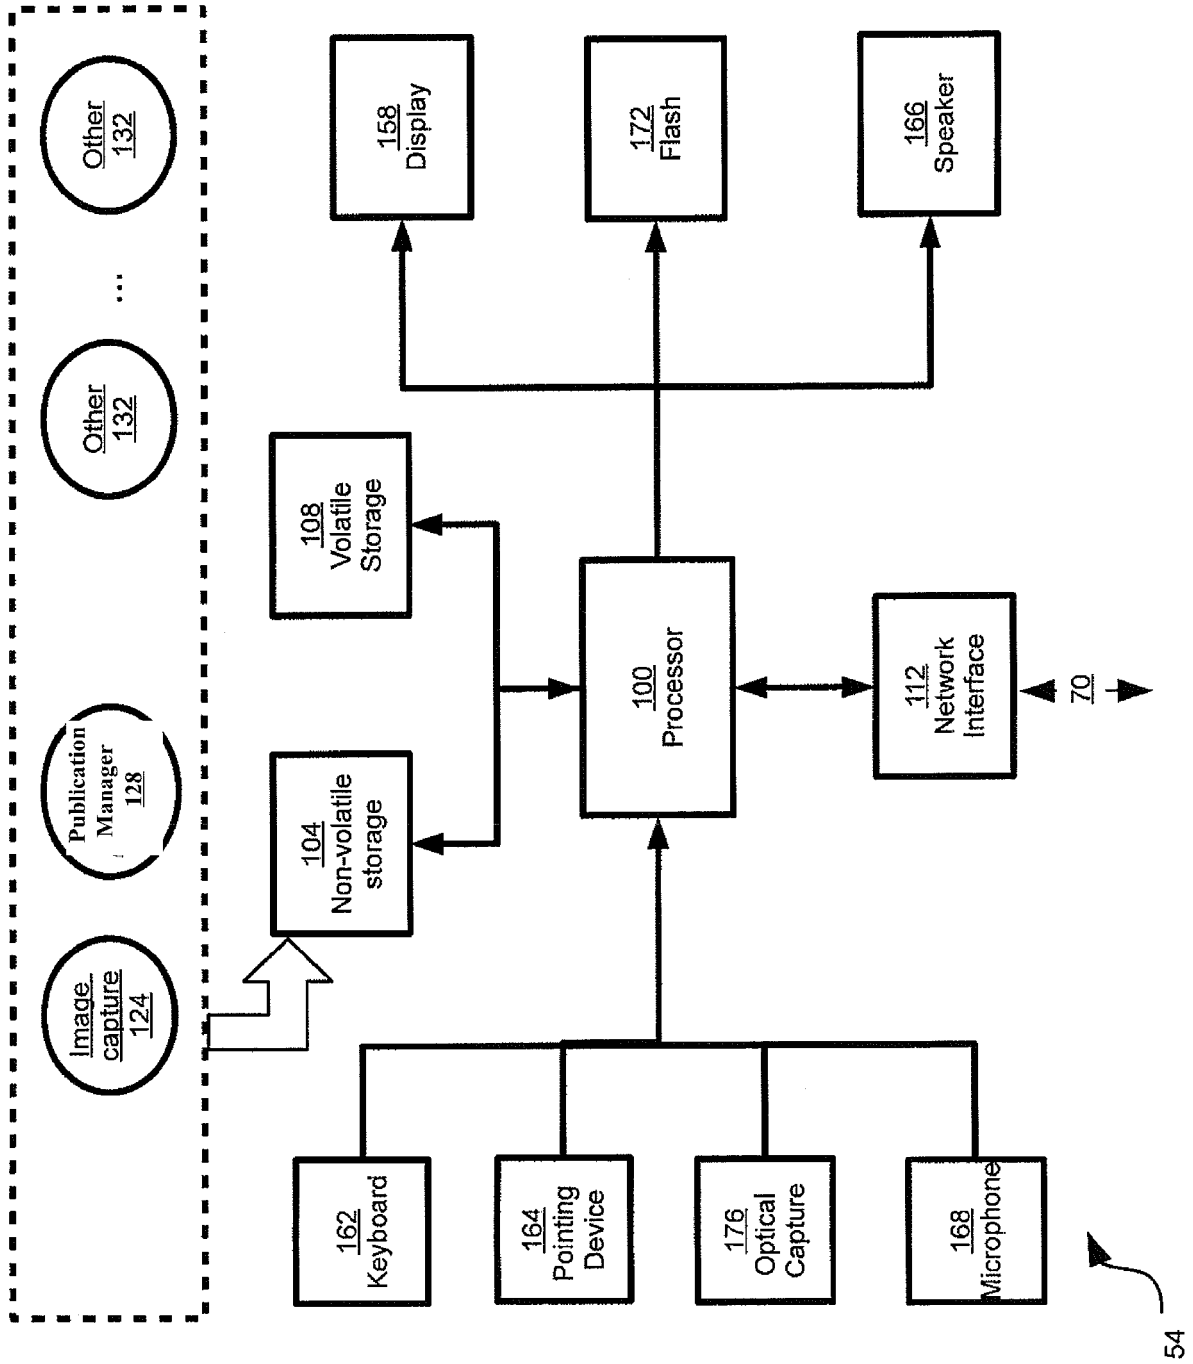 Image
capture
124
Publication
Manager
128
Other
132
...
Other
132
162
Keyboard
164
Pointing
Device
176
Optical
Capture
168
Microphone
104
Non-volatile
storage
108
Volatile
Storage
100
Processor
112
Network
Interface
70
158
Display
172
Flash
166
Speaker
54